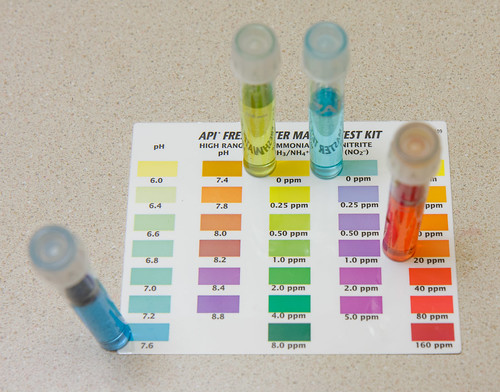 API FRE TER MA EST KIT
pH HIGH RANG pH AMMONIA H3/NH4+ NITRITE (NO2-)
6.0 7.4 0 ppm 0 ppm
6.4 7.8 0.25 ppm 0.25 ppm
6.6 8.0 0.50 ppm 0.50 ppm
6.8 8.2 1.0 ppm 1.0 ppm 20 ppm
7.0 8.4 2.0 ppm 2.0 ppm 40 ppm
7.2 8.8 4.0 ppm 5.0 ppm 80 ppm
7.6 8.0 ppm 160 ppm